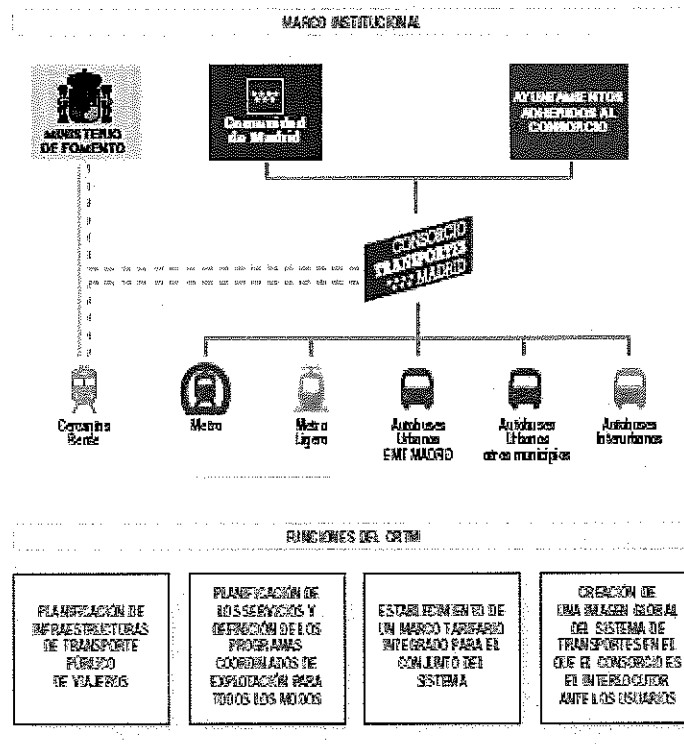 MARCO INSTITUCIONAL
MINISTERIO
DE FOMENTO
Comunidad
de Madrid
AYUNTAMIENTOS
ADHERIDOS AL
CONSORCIO
CONSORCIO
TRANSPORTES
MADRID
Cercanías
Renfe
Metro
Metro
Ligero
Autobuses
Urbanos
EMT MADRID
Autobuses
Urbanos
otros municipios
Autobuses
Interurbanos
FUNCIONES DEL CRTM
PLANIFICACIÓN DE
INFRAESTRUCTURAS
DE TRANSPORTE
PÚBLICO
DE VIAJEROS
PLANIFICACIÓN DE
LOS SERVICIOS Y
DEFINICIÓN DE LOS
PROGRAMAS
COORDINADOS DE
EXPLOTACIÓN PARA
TODOS LOS MODOS
ESTABLECIMIENTO DE
UN MARCO TARIFARIO
INTEGRADO PARA EL
CONJUNTO DEL
SISTEMA
CREACIÓN DE
UNA IMAGEN GLOBAL
DEL SISTEMA DE
TRANSPORTES EN EL
QUE EL CONSORCIO ES
EL INTERLOCUTOR
ANTE LOS USUARIOS